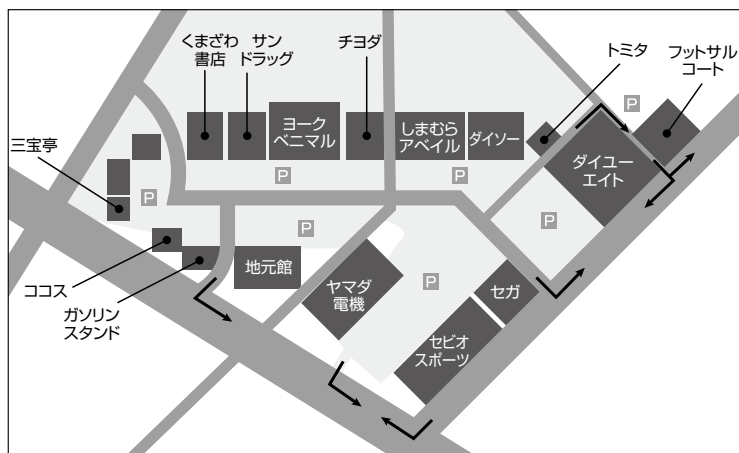 くまざわ
書店
サン
ドラッグ
チヨダ
トミタ
フットサル
コート
P
三宝亭
ヨーク
ベニマル
しまむら
アベイル
ダイソー
ダイユー
エイト
P
P
P
P
P
P
ココス
ガソリン
スタンド
地元館
ヤマダ
電機
セガ
ゼビオ
スポーツ